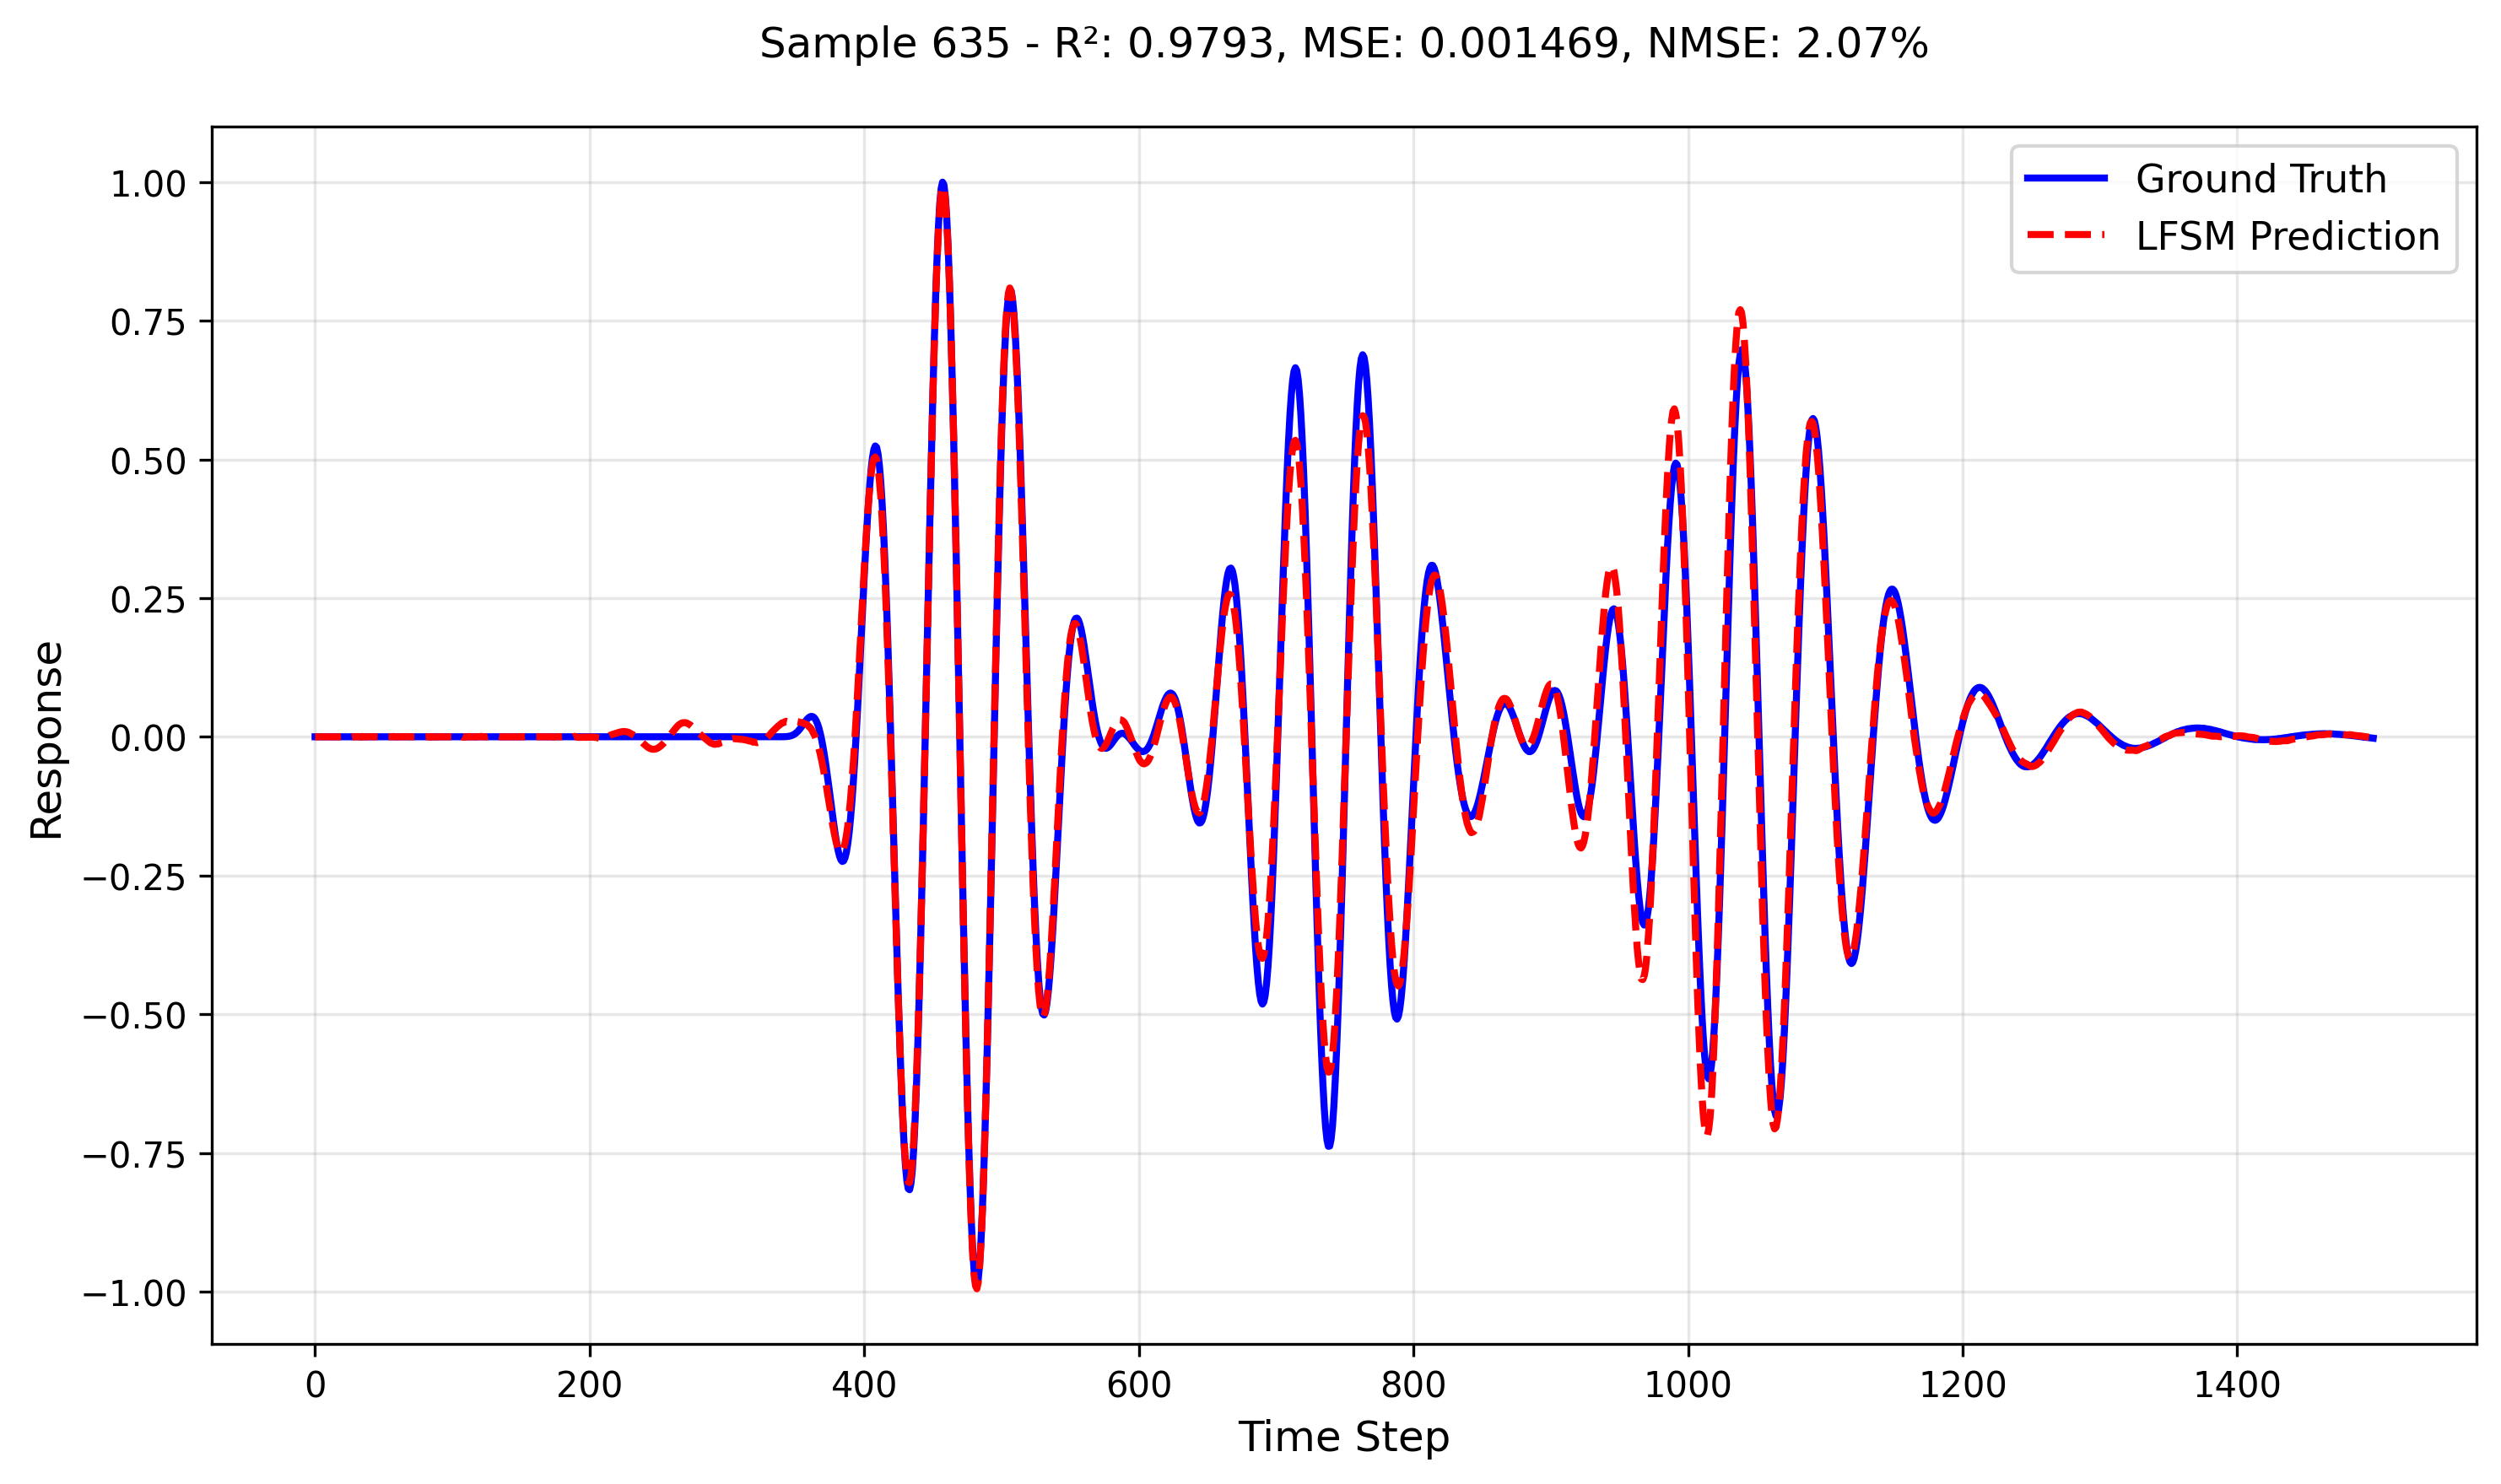 Sample 635 - R²: 0.9793, MSE: 0.001469, NMSE: 2.07%
Ground Truth
LFSM Prediction
Response
1.00
0.75
0.50
0.25
0.00
−0.25
−0.50
−0.75
−1.00
0 200 400 600 800 1000 1200 1400
Time Step